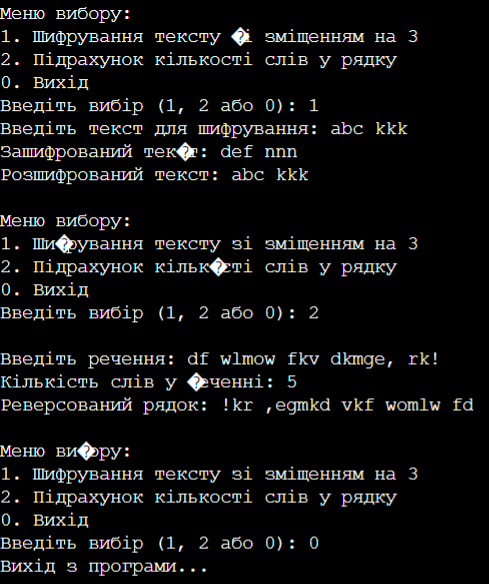 Меню вибору:
1. Шифрування тексту �і зміщенням на 3
2. Підрахунок кількості слів у рядку
0. Вихід
Введіть вибір (1, 2 або 0): 1
Введіть текст для шифрування: abc kkk
Зашифрований тек�т: def nnn
Розшифрований текст: abc kkk
Меню вибору:
1. Ши�рування тексту зі зміщенням на 3
2. Підрахунок кільк�сті слів у рядку
0. Вихід
Введіть вибір (1, 2 або 0): 2
Введіть речення: df wlmow fkv dkmge, rk!
Кількість слів у �еченні: 5
Реверсований рядок: !kr ,egmkd vkf womlw fd
Меню ви�ору:
1. Шифрування тексту зі зміщенням на 3
2. Підрахунок кількості слів у рядку
0. Вихід
Введіть вибір (1, 2 або 0): 0
Вихід з програми...